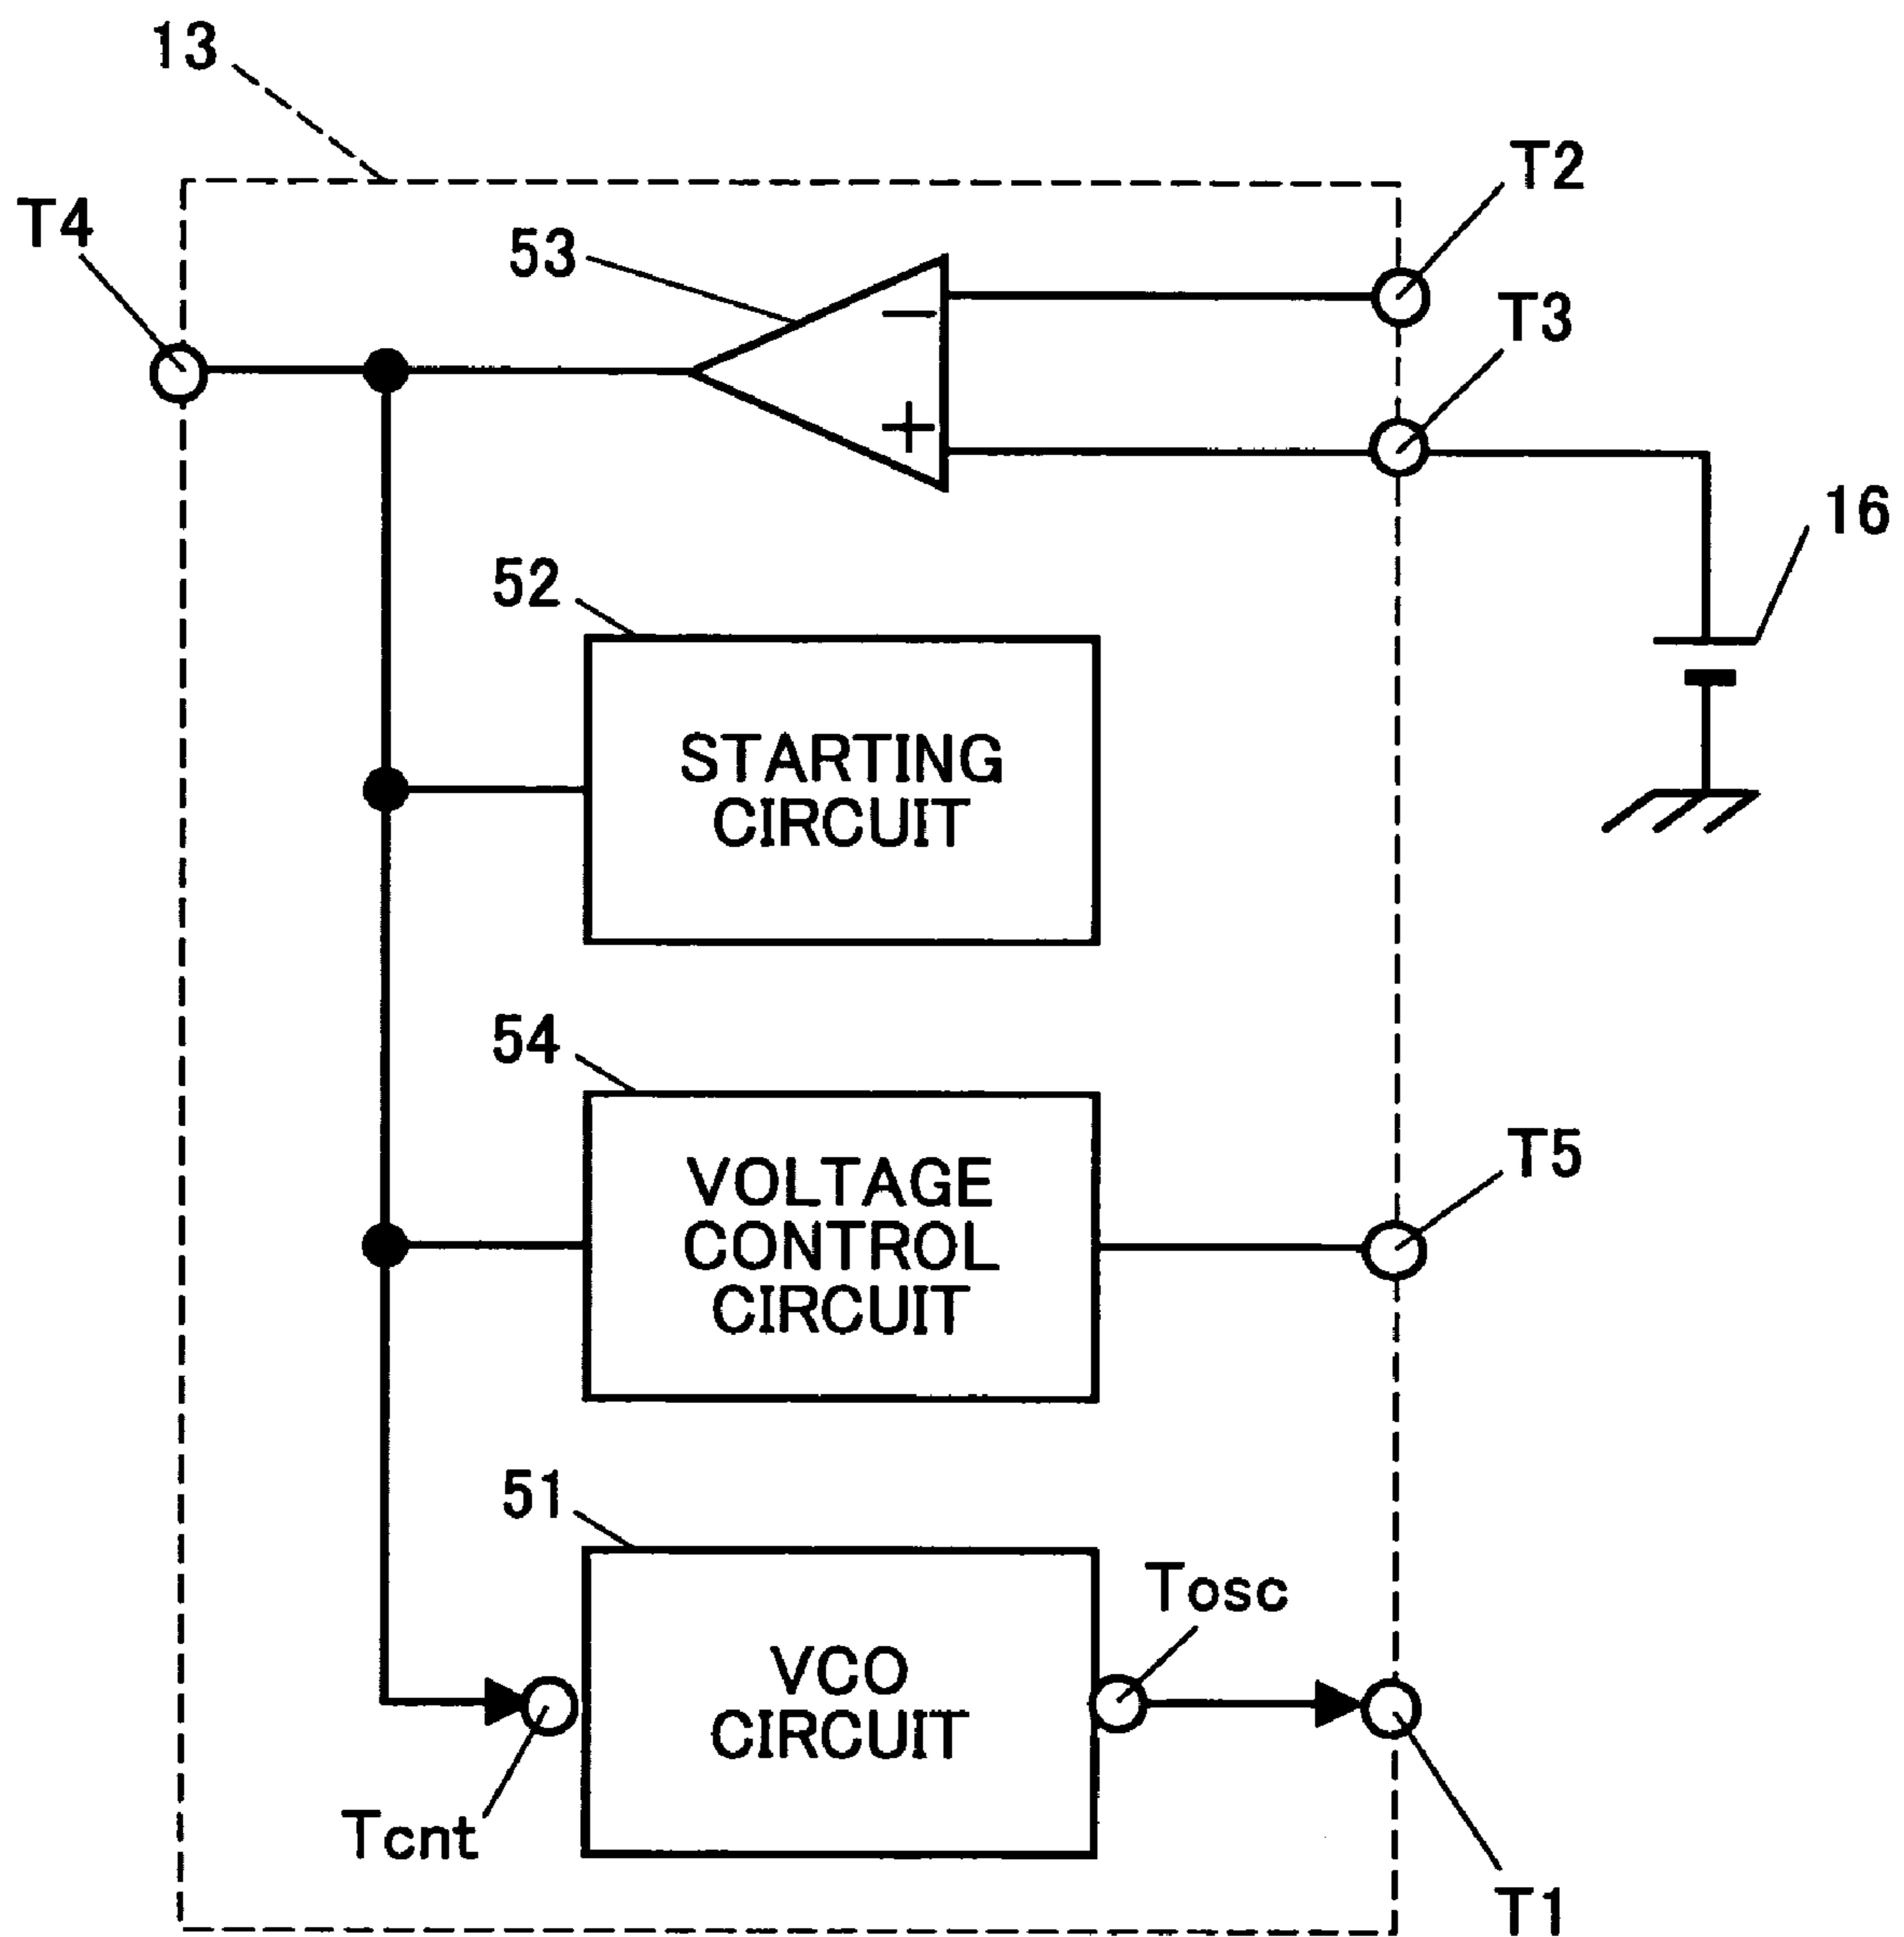 13
T2
T4
53
T3
−
+
16
52
STARTING
CIRCUIT
54
VOLTAGE
CONTROL
CIRCUIT
T5
51
Tosc
VCO
CIRCUIT
Tcnt
T1